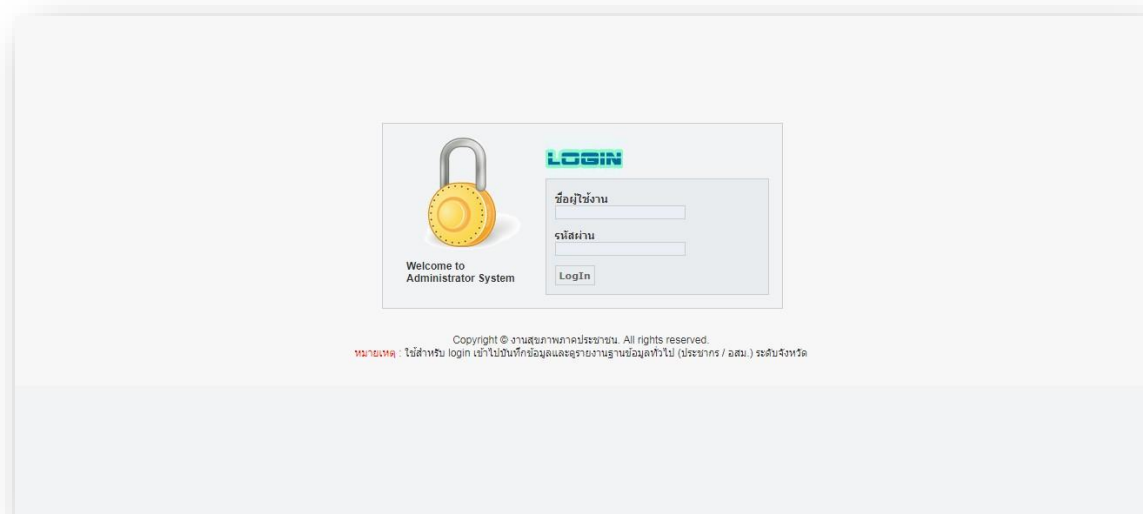 LOGIN
ชื่อผู้ใช้งาน
รหัสผ่าน
Welcome to
Administrator System
LogIn
Copyright © งานสุขภาพภาคประชาชน. All rights reserved.
หมายเหตุ : ใช้สำหรับ login เข้าไปบันทึกข้อมูลและดูรายงานฐานข้อมูลทั่วไป (ประชากร / อสม.) ระดับจังหวัด